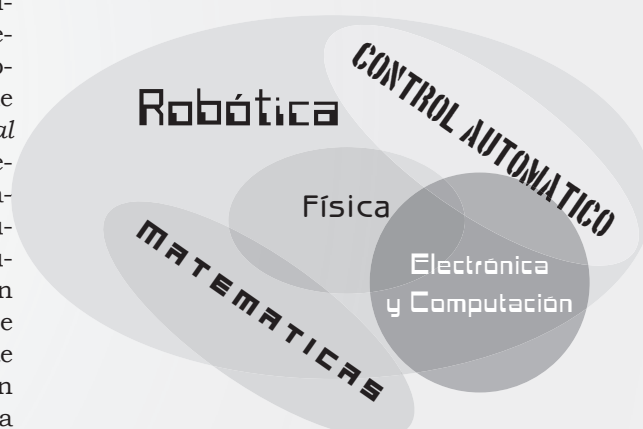 Robótica
CONTROL AUTOMATICO
Física
Electrónica
y Computación
MATEMATICAS